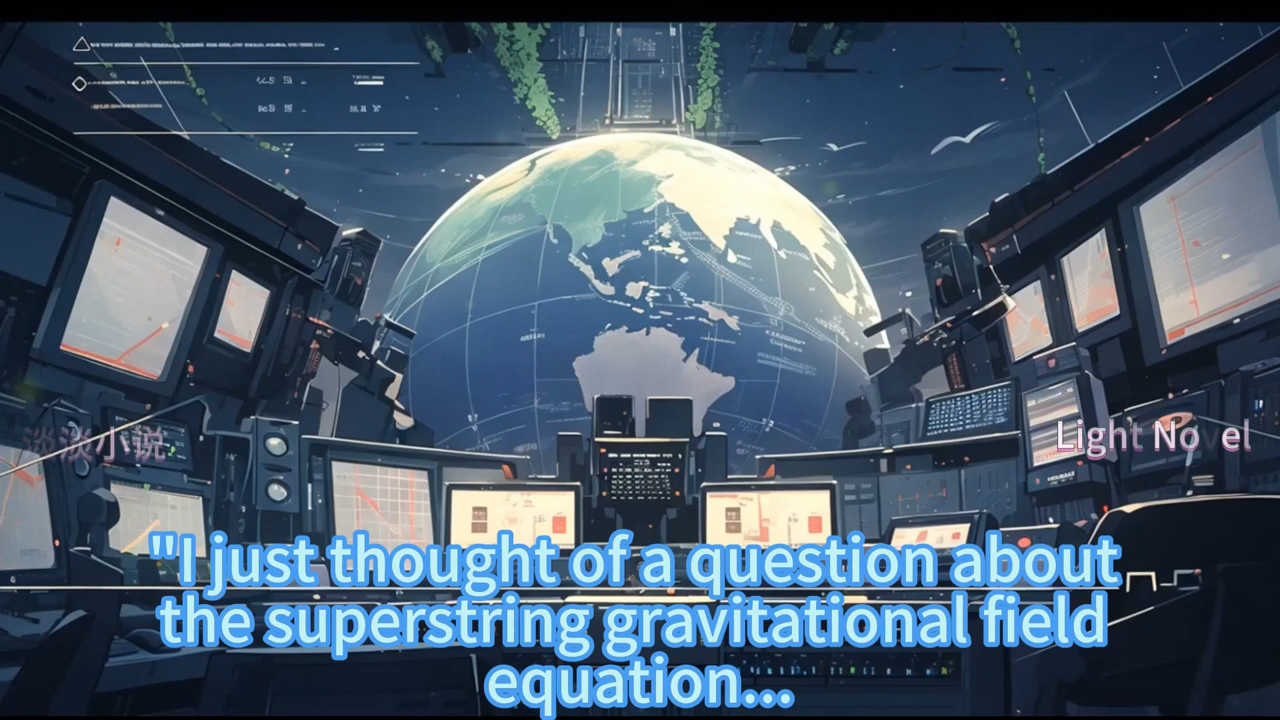 淡淡小说
Light Novel
"I just thought of a question about
the superstring gravitational field
equation...